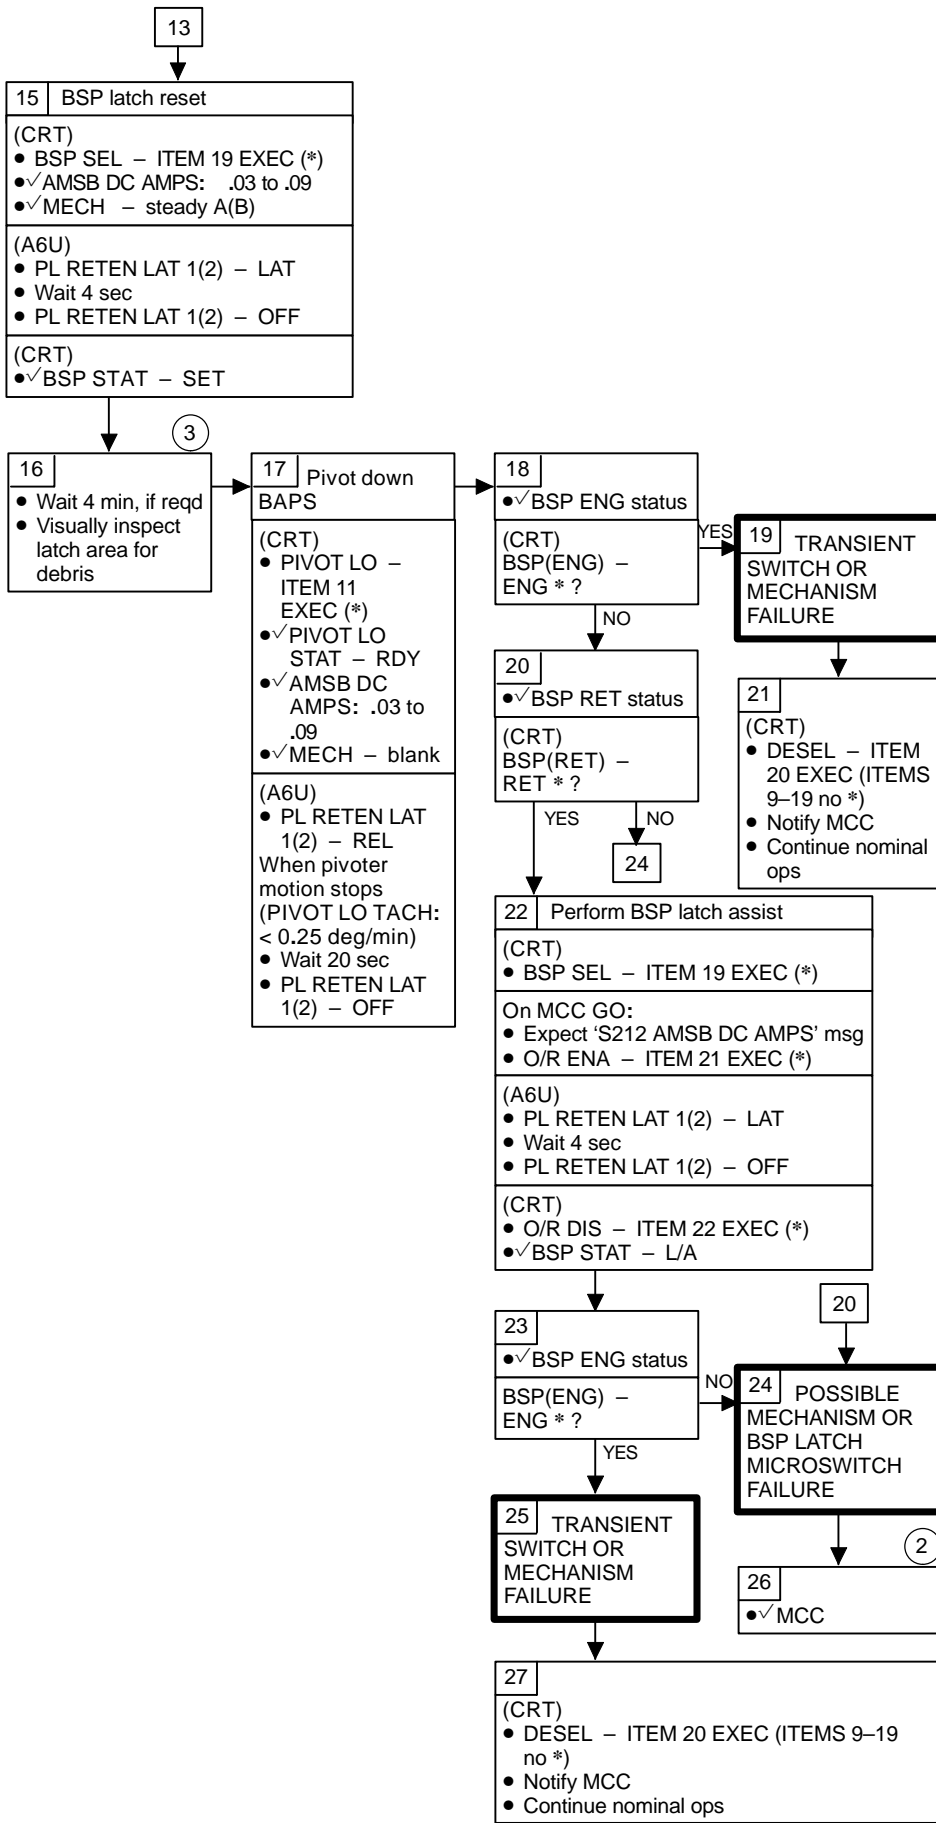 13
15 BSP latch reset
(CRT)
• BSP SEL – ITEM 19 EXEC (*)
•√AMSB DC AMPS: .03 to .09
•√MECH – steady A(B)
(A6U)
• PL RETEN LAT 1(2) – LAT
• Wait 4 sec
• PL RETEN LAT 1(2) – OFF
(CRT)
•√BSP STAT – SET
3
16
• Wait 4 min, if reqd
• Visually inspect
latch area for
debris
17 Pivot down
BAPS
(CRT)
• PIVOT LO –
ITEM 11
EXEC (*)
•√PIVOT LO
STAT – RDY
•√AMSB DC
AMPS: .03 to
.09
•√MECH – blank
(A6U)
• PL RETEN LAT
1(2) – REL
When pivoter
motion stops
(PIVOT LO TACH:
< 0.25 deg/min)
• Wait 20 sec
• PL RETEN LAT
1(2) – OFF
18
•√BSP ENG status
(CRT)
BSP(ENG) –
ENG * ?
YES
NO
19 TRANSIENT
SWITCH OR
MECHANISM
FAILURE
20
•√BSP RET status
(CRT)
BSP(RET) –
RET * ?
YES
NO
24
21
(CRT)
• DESEL – ITEM
20 EXEC (ITEMS
9–19 no *)
• Notify MCC
• Continue nominal
ops
22 Perform BSP latch assist
(CRT)
• BSP SEL – ITEM 19 EXEC (*)
On MCC GO:
• Expect ‘S212 AMSB DC AMPS’ msg
• O/R ENA – ITEM 21 EXEC (*)
(A6U)
• PL RETEN LAT 1(2) – LAT
• Wait 4 sec
• PL RETEN LAT 1(2) – OFF
(CRT)
• O/R DIS – ITEM 22 EXEC (*)
•√BSP STAT – L/A
23
•√BSP ENG status
BSP(ENG) –
ENG * ?
NO
YES
20
24 POSSIBLE
MECHANISM OR
BSP LATCH
MICROSWITCH
FAILURE
25 TRANSIENT
SWITCH OR
MECHANISM
FAILURE
2
26
•√MCC
27
(CRT)
• DESEL – ITEM 20 EXEC (ITEMS 9–19
no *)
• Notify MCC
• Continue nominal ops